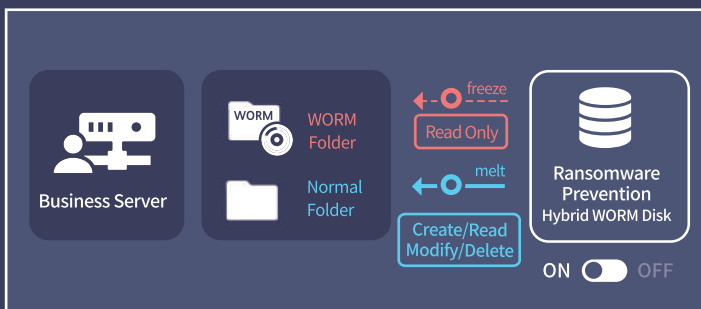 Business Server
WORM
WORM
Folder
Normal
Folder
freeze
Read Only
melt
Create/Read
Modify/Delete
Ransomware
Prevention
Hybrid WORM Disk
ON OFF